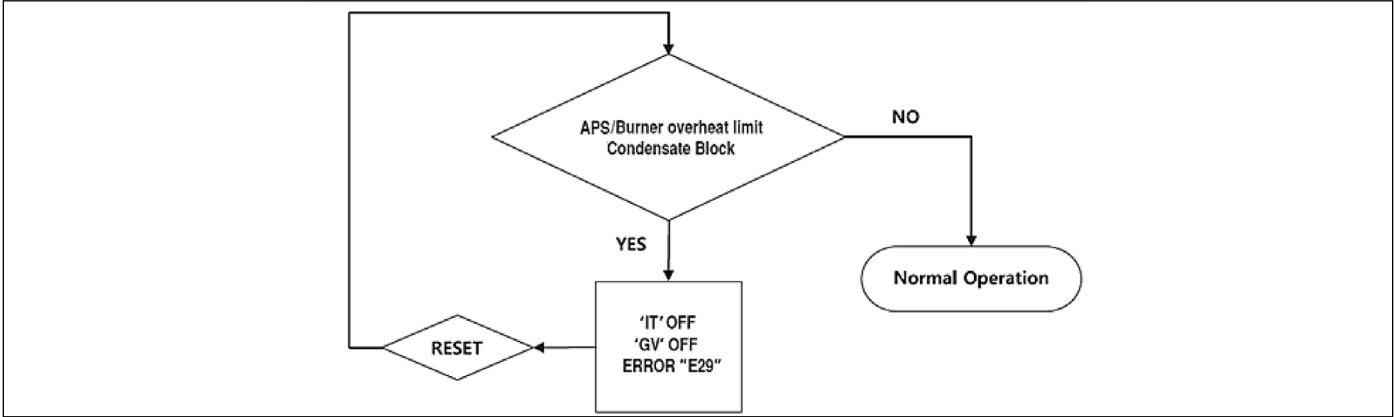 APS/Burner overheat limit
Condensate Block
NO
YES
Normal Operation
'IT' OFF
'GV' OFF
ERROR "E29"
RESET